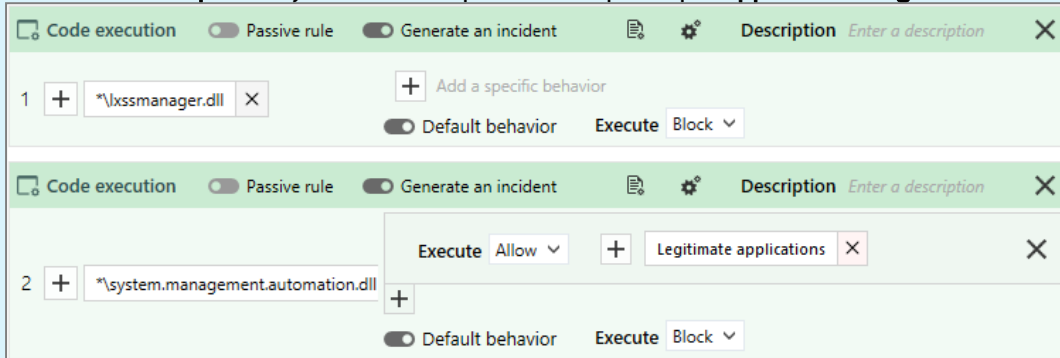 Code execution Passive rule Generate an incident Description Enter a description
1 *\lxssmanager.dll Add a specific behavior
Default behavior Execute Block
Code execution Passive rule Generate an incident Description Enter a description
Execute Allow Legitimate applications
2 *\system.management.automation.dll
Default behavior Execute Block